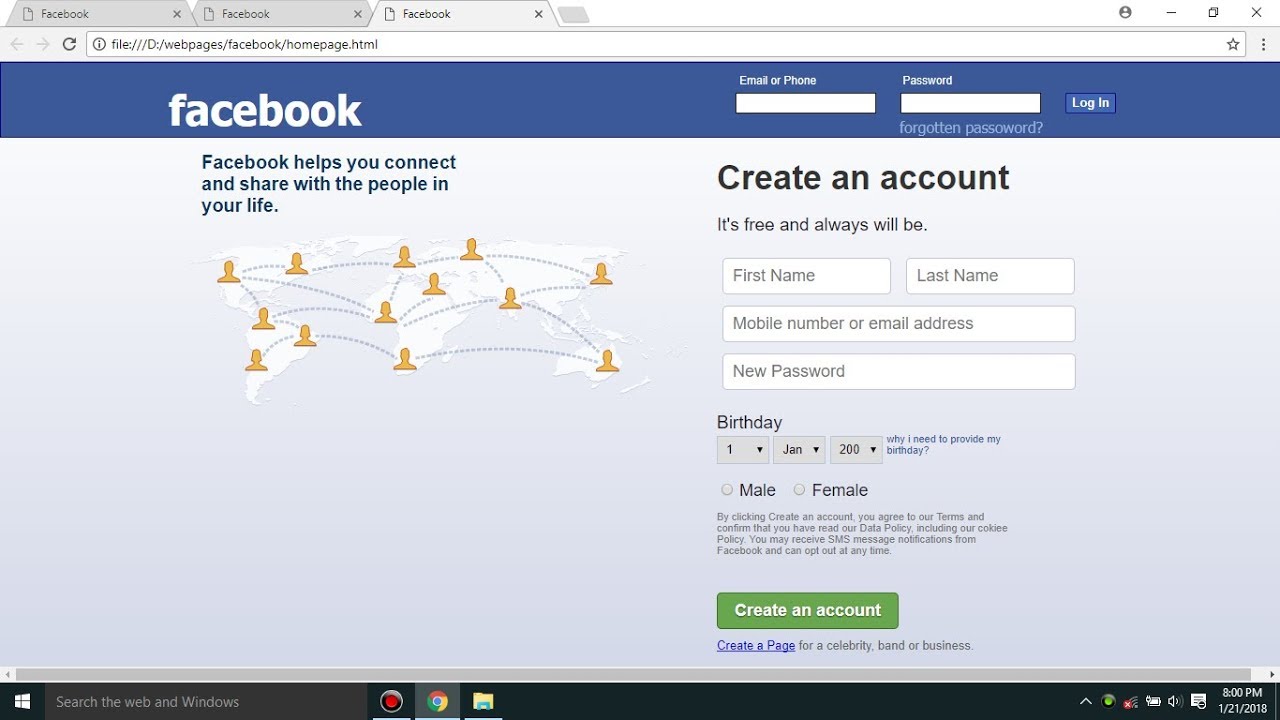 Facebook
Facebook
Facebook
file:///D:/webpages/facebook/homepage.html
Email or Phone
Password
facebook
Log In
forgotten passoword?
Facebook helps you connect
and share with the people in
your life.
Create an account
It's free and always will be.
First Name
Last Name
Mobile number or email address
New Password
Birthday
1
Jan
200
why i need to provide my
birthday?
Male
Female
By clicking Create an account, you agree to our Terms and
confirm that you have read our Data Policy, including our cokiee
Policy. You may receive SMS message notifications from
Facebook and can opt out at any time.
Create an account
Create a Page for a celebrity, band or business.
Search the web and Windows
8:00 PM
1/21/2018